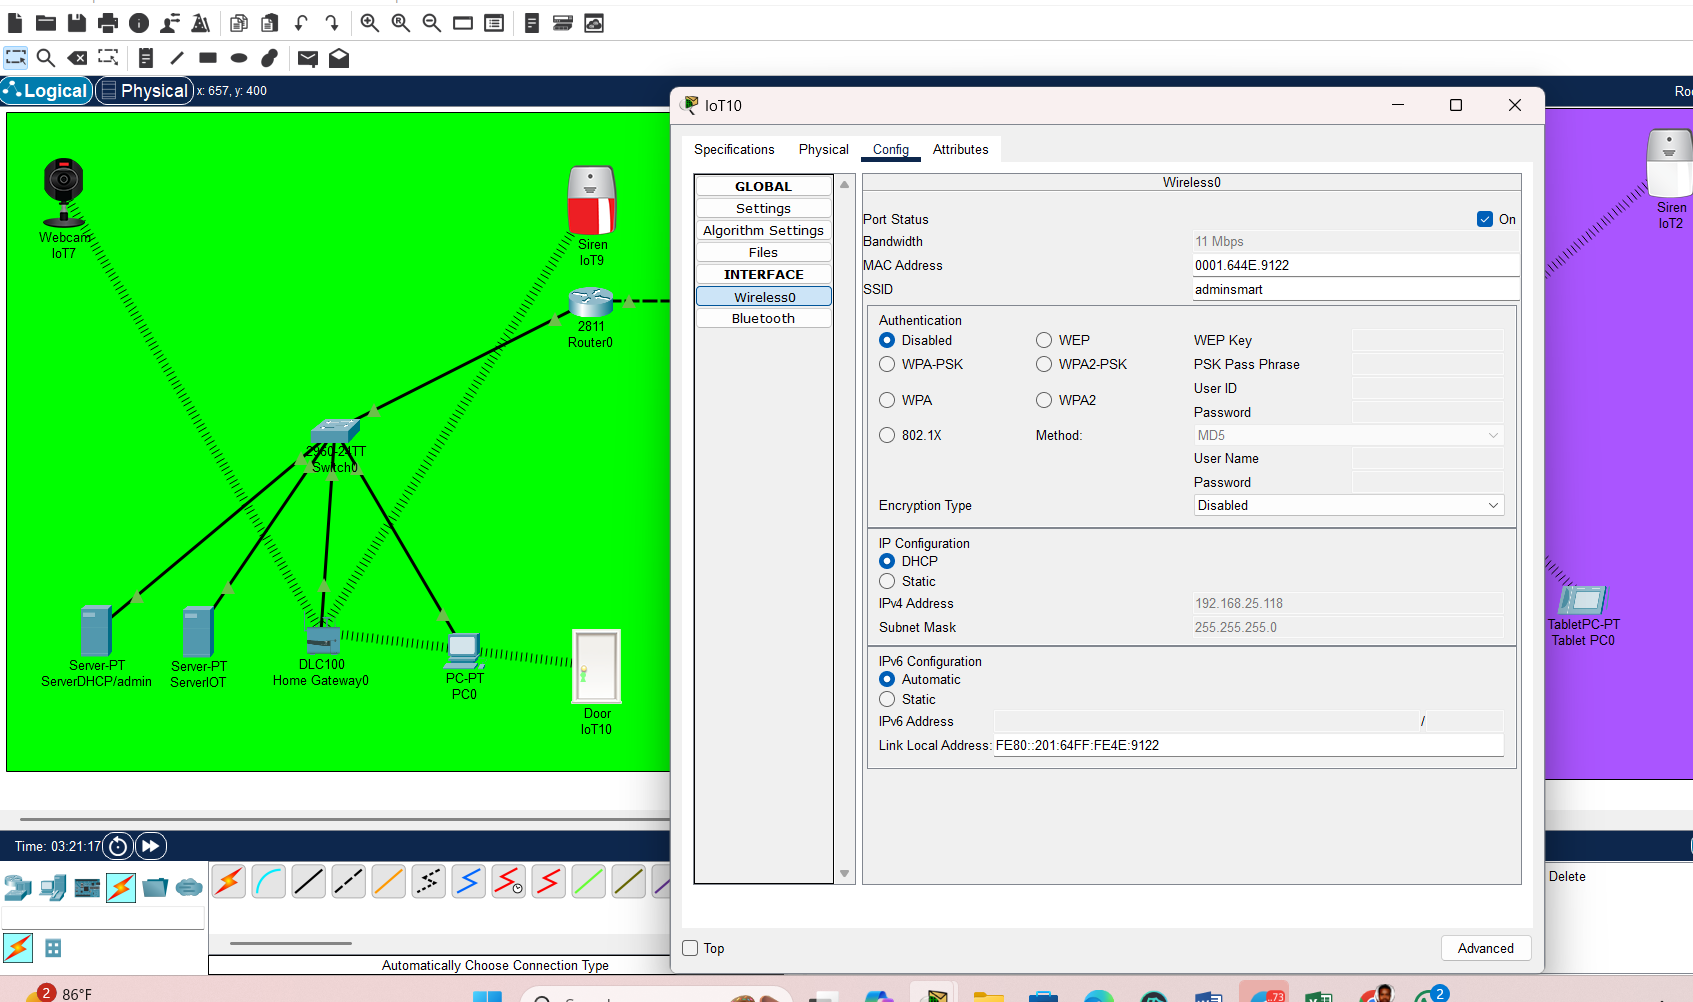 Logical
Physical
x: 657, y: 400
Roo
Webcam
IoT7
Siren
IoT9
2811
Router0
2960-24TT
Switch0
Server-PT
ServerDHCP/admin
Server-PT
ServerIOT
DLC100
Home Gateway0
PC-PT
PC0
Door
IoT10
Siren
IoT2
TabletPC-PT
Tablet PC0
IoT10
Specifications
Physical
Config
Attributes
GLOBAL
Settings
Algorithm Settings
Files
INTERFACE
Wireless0
Bluetooth
Wireless0
Port Status
On
Bandwidth
11 Mbps
MAC Address
0001.644E.9122
SSID
adminsmart
Authentication
Disabled
WEP
WEP Key
WPA-PSK
WPA2-PSK
PSK Pass Phrase
User ID
WPA
WPA2
Password
802.1X
Method:
MD5
User Name
Password
Encryption Type
Disabled
IP Configuration
DHCP
Static
IPv4 Address
192.168.25.118
Subnet Mask
255.255.255.0
IPv6 Configuration
Automatic
Static
IPv6 Address
/
Link Local Address: FE80::201:64FF:FE4E:9122
Top
Advanced
Time: 03:21:17
Delete
Automatically Choose Connection Type
2
86°F
73
2